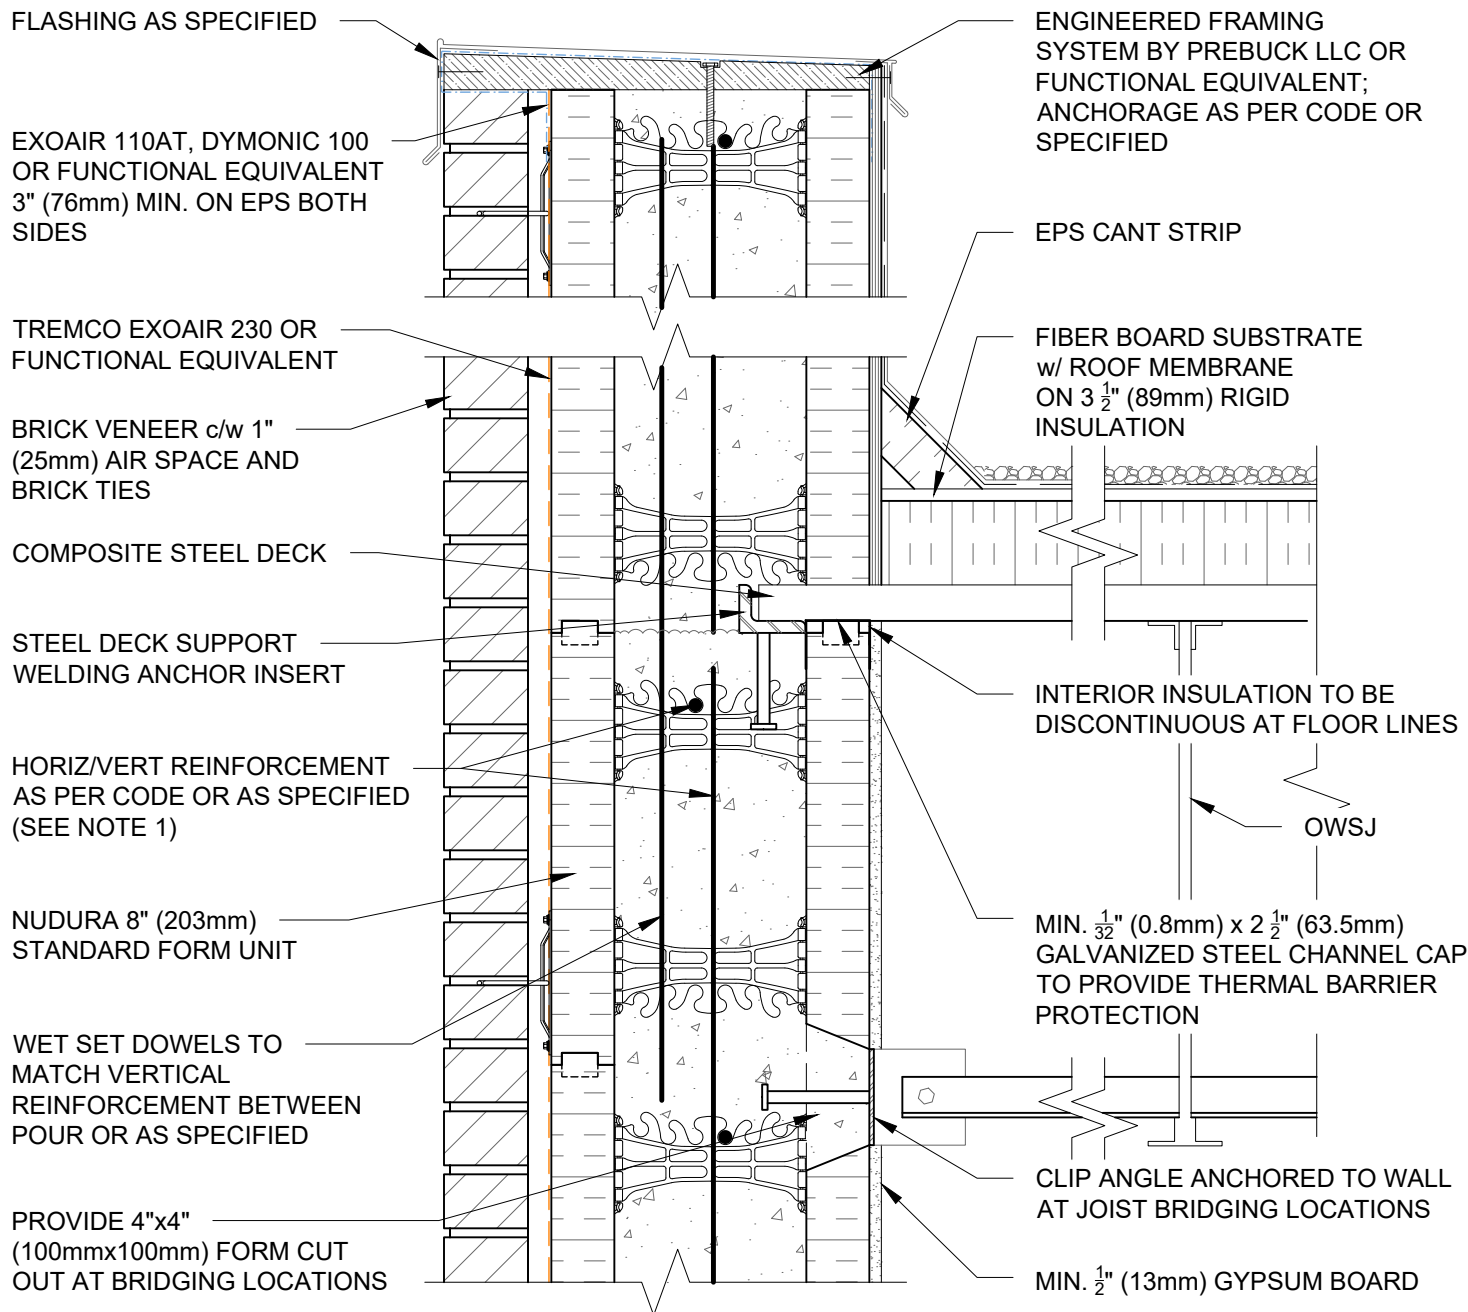 FLASHING AS SPECIFIED
EXOAIR 110AT, DYMONIC 100
OR FUNCTIONAL EQUIVALENT
3" (76mm) MIN. ON EPS BOTH
SIDES
TREMCO EXOAIR 230 OR
FUNCTIONAL EQUIVALENT
BRICK VENEER c/w 1"
(25mm) AIR SPACE AND
BRICK TIES
COMPOSITE STEEL DECK
STEEL DECK SUPPORT
WELDING ANCHOR INSERT
HORIZ/VERT REINFORCEMENT
AS PER CODE OR AS SPECIFIED
(SEE NOTE 1)
NUDURA 8" (203mm)
STANDARD FORM UNIT
WET SET DOWELS TO
MATCH VERTICAL
REINFORCEMENT BETWEEN
POUR OR AS SPECIFIED
PROVIDE 4"x4"
(100mmx100mm) FORM CUT
OUT AT BRIDGING LOCATIONS
ENGINEERED FRAMING
SYSTEM BY PREBUCK LLC OR
FUNCTIONAL EQUIVALENT;
ANCHORAGE AS PER CODE OR
SPECIFIED
EPS CANT STRIP
FIBER BOARD SUBSTRATE
w/ ROOF MEMBRANE
ON 3 1/2" (89mm) RIGID
INSULATION
INTERIOR INSULATION TO BE
DISCONTINUOUS AT FLOOR LINES
OWSJ
MIN. 1/32" (0.8mm) x 2 1/2" (63.5mm)
GALVANIZED STEEL CHANNEL CAP
TO PROVIDE THERMAL BARRIER
PROTECTION
CLIP ANGLE ANCHORED TO WALL
AT JOIST BRIDGING LOCATIONS
MIN. 1/2" (13mm) GYPSUM BOARD